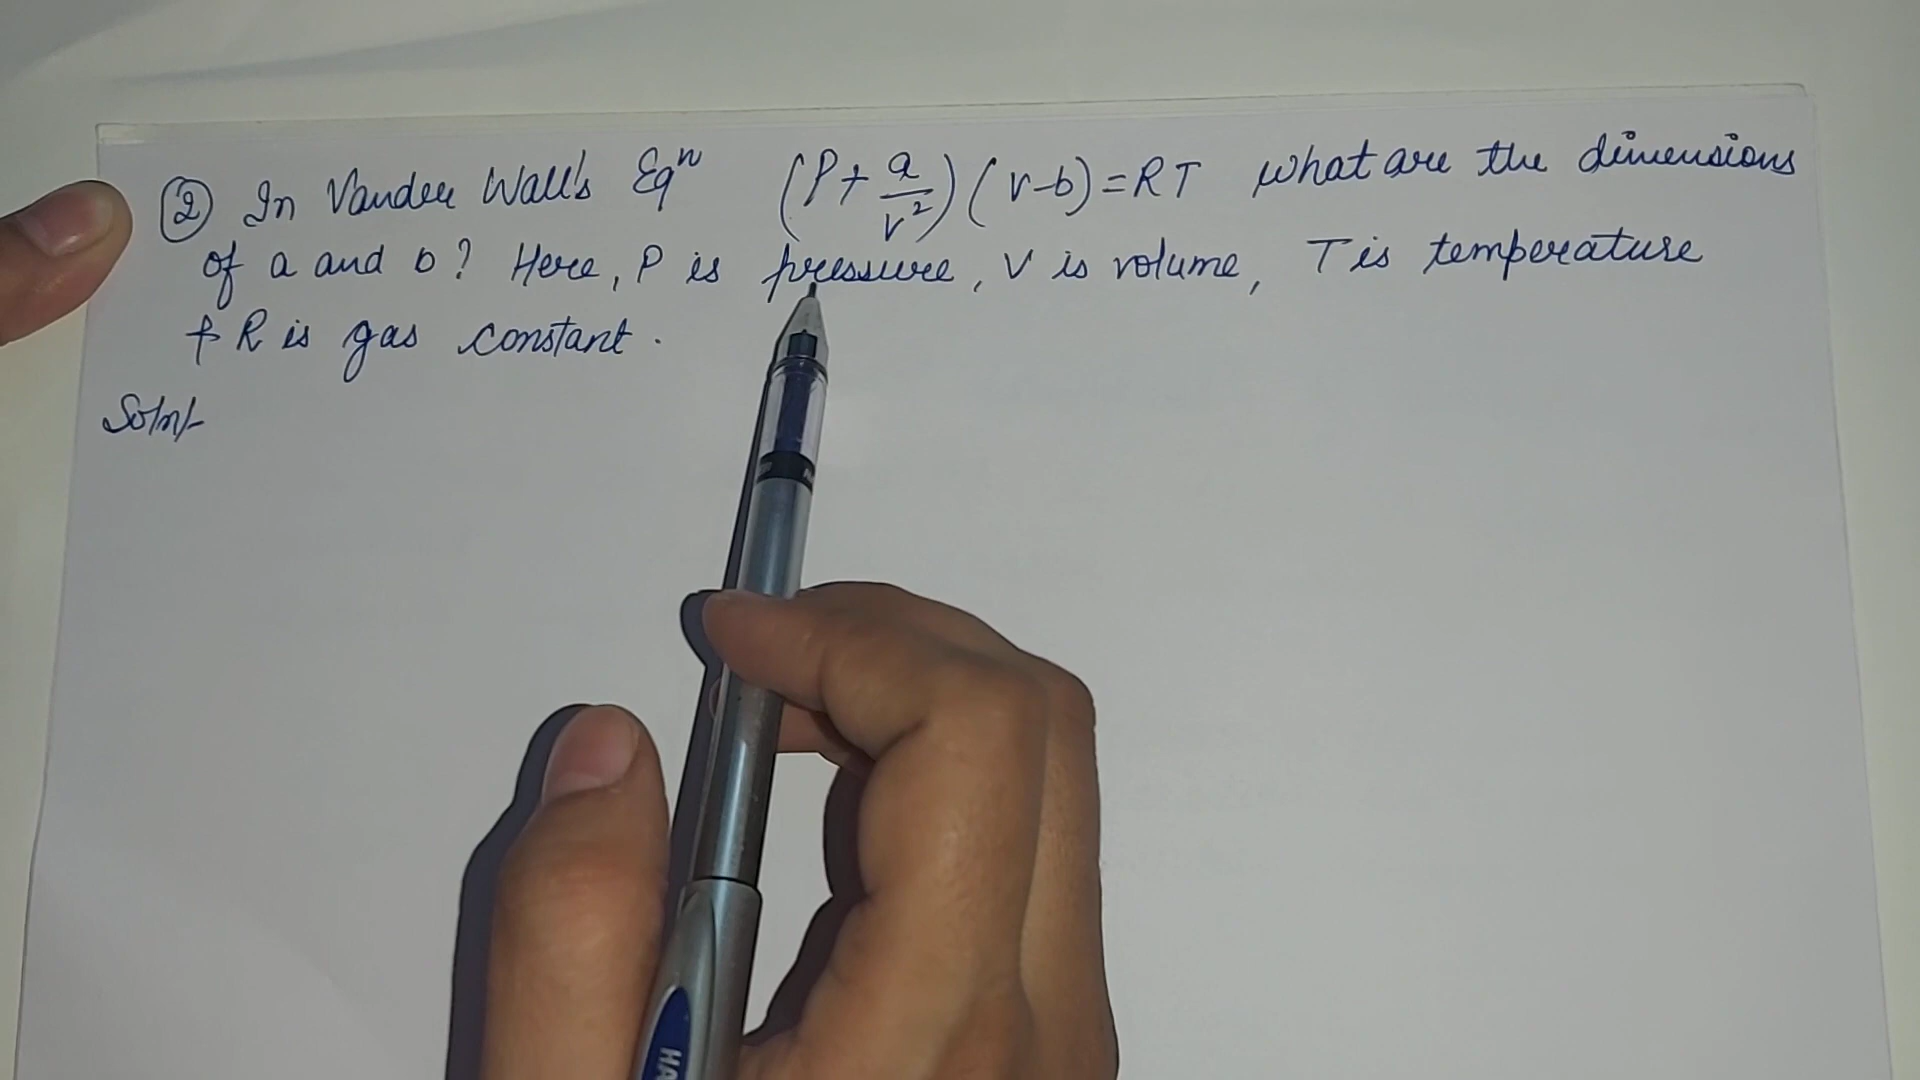 ② In Vander Wall's Eqⁿ (P + a/V²)(V-b)=RT what are the dimensions
of a and b? Here, P is pressure, V is volume, T is temperature
& R is gas constant.
Soln/-
HA